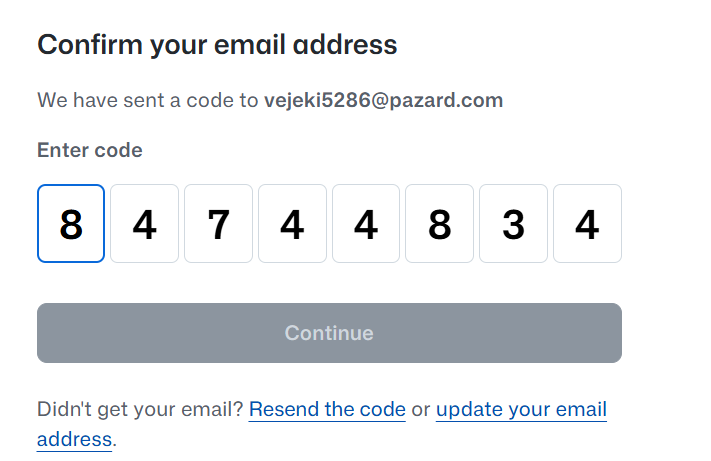 Confirm your email address
We have sent a code to vejeki5286@pazard.com
Enter code
8 4 7 4 4 8 3 4
Continue
Didn't get your email? Resend the code or update your email
address.